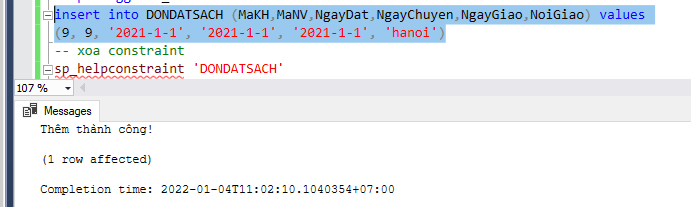 insert into DONDATSACH (MaKH,MaNV,NgayDat,NgayChuyen,NgayGiao,NoiGiao) values
(9, 9, '2021-1-1', '2021-1-1', '2021-1-1', 'hanoi')
-- xoa constraint
sp_helpconstraint 'DONDATSACH'
107 %
Messages
Thêm thành công!
(1 row affected)
Completion time: 2022-01-04T11:02:10.1040354+07:00